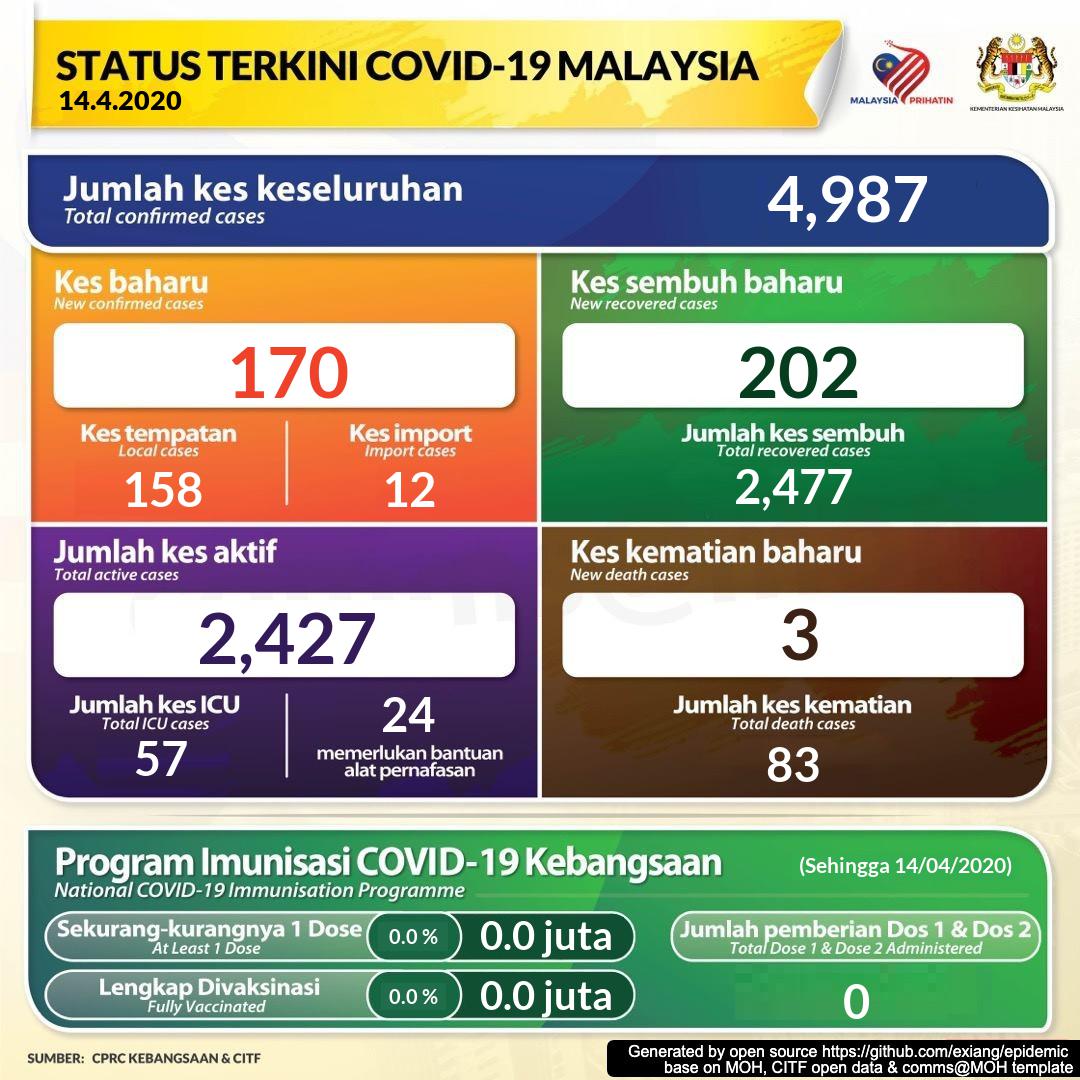 STATUS TERKINI COVID-19 MALAYSIA
14.4.2020
MALAYSIA PRIHATIN
KEMENTERIAN KESIHATAN MALAYSIA
Jumlah kes keseluruhan
Total confirmed cases
4,987
Kes baharu
New confirmed cases
170
Kes tempatan
Local cases
158
Kes import
Import cases
12
Kes sembuh baharu
New recovered cases
202
Jumlah kes sembuh
Total recovered cases
2,477
Jumlah kes aktif
Total active cases
2,427
Jumlah kes ICU
Total ICU cases
57
24
memerlukan bantuan
alat pernafasan
Kes kematian baharu
New death cases
3
Jumlah kes kematian
Total death cases
83
Program Imunisasi COVID-19 Kebangsaan
National COVID-19 Immunisation Programme
(Sehingga 14/04/2020)
Sekurang-kurangnya 1 Dose
At Least 1 Dose
0.0 %
0.0 juta
Lengkap Divaksinasi
Fully Vaccinated
0.0 %
0.0 juta
Jumlah pemberian Dos 1 & Dos 2
Total Dose 1 & Dose 2 Administered
0
SUMBER: CPRC KEBANGSAAN & CITF
Generated by open source https://github.com/exiang/epidemic
base on MOH, CITF open data & comms@MOH template